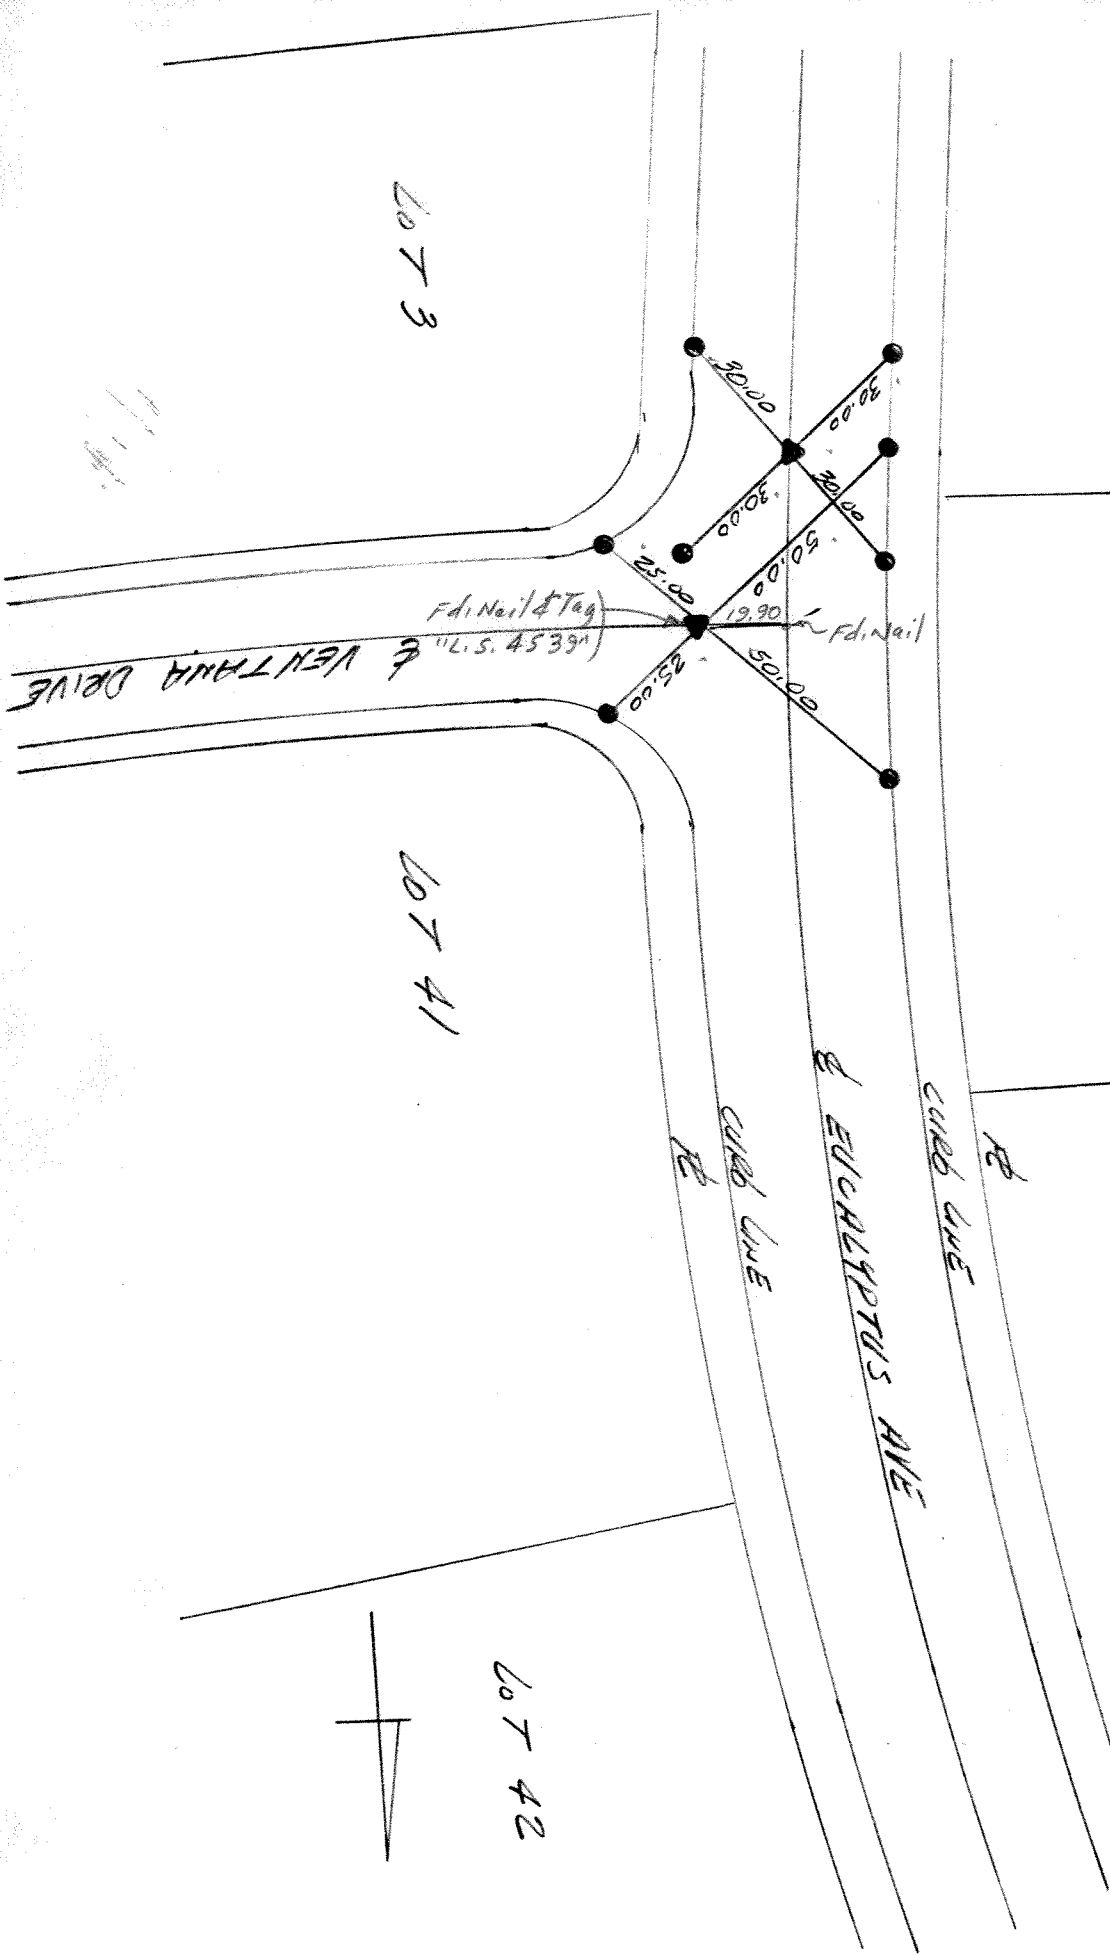 LOT 3
30.00
30.00
30.00
30.00
25.00
50.00
Fd. Nail & Tag
"L.S. 4539"
19.90
Fd. Nail
℄ VENTANA DRIVE
25.00
50.00
LOT 41
℄ EUCALYPTUS AVE
CURB LINE
CURB LINE
LOT 42